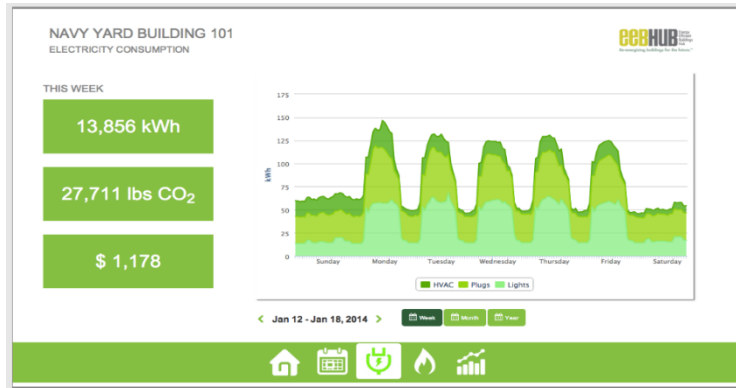 NAVY YARD BUILDING 101
ELECTRICITY CONSUMPTION
eeBHUB
THIS WEEK
13,856 kWh
27,711 lbs CO₂
$ 1,178
175
150
125
100
75
50
25
0
kWh
Sunday Monday Tuesday Wednesday Thursday Friday Saturday
HVAC Plugs Lights
< Jan 12 - Jan 18, 2014 >
Week Month Year